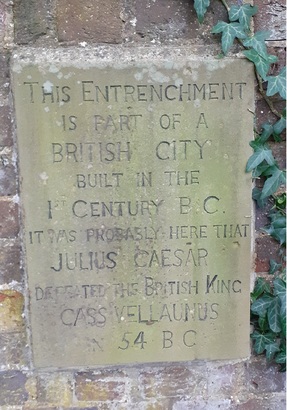 THIS ENTRENCHMENT
IS PART OF A
BRITISH CITY
BUILT IN THE
1ST CENTURY B.C.
IT WAS PROBABLY HERE THAT
JULIUS CAESAR
DEFEATED THE BRITISH KING
CASSIVELLAUNUS
IN 54 B C